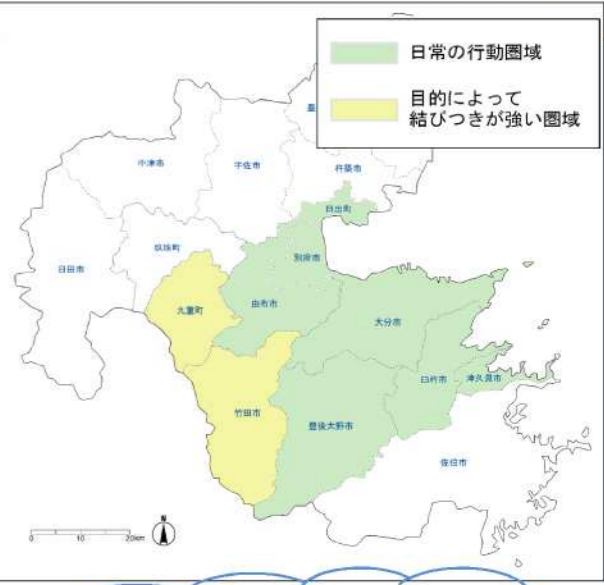 日常の行動圏域
目的によって
結びつきが強い圏域
中津市
宇佐市
杵築市
日出町
玖珠町
別府市
日田市
九重町
由布市
大分市
臼杵市
津久見市
竹田市
豊後大野市
佐伯市
N
0 10 20km